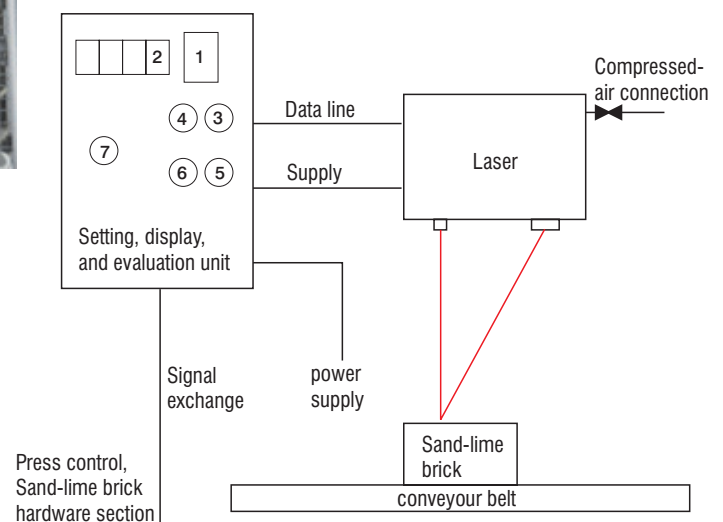 2
1
4
3
7
6
5
Setting, display,
and evaluation unit
Data line
Supply
Laser
Compressed-
air connection
Signal
exchange
power
supply
Press control,
Sand-lime brick
hardware section
Sand-lime
brick
conveyour belt